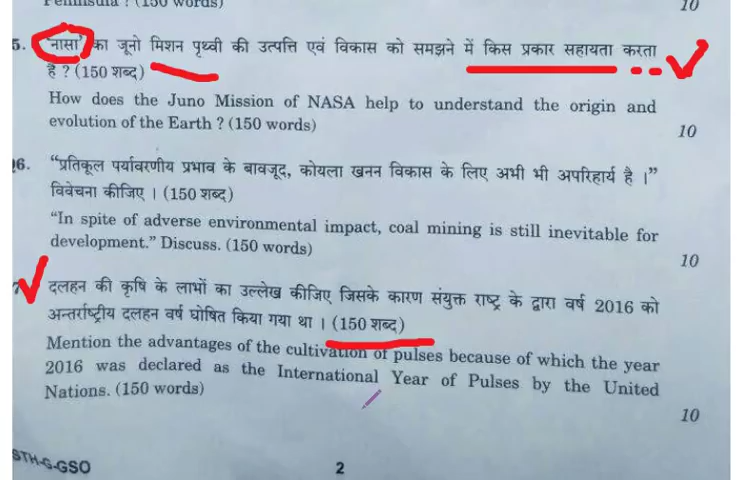 Peninsula ? (150 words)
10
5. 'नासा' का जूनो मिशन पृथ्वी की उत्पत्ति एवं विकास को समझने में किस प्रकार सहायता करता
है ? (150 शब्द)
How does the Juno Mission of NASA help to understand the origin and
evolution of the Earth ? (150 words)
10
6. “प्रतिकूल पर्यावरणीय प्रभाव के बावजूद, कोयला खनन विकास के लिए अभी भी अपरिहार्य है ।”
विवेचना कीजिए । (150 शब्द)
“In spite of adverse environmental impact, coal mining is still inevitable for
development.” Discuss. (150 words)
10
दलहन की कृषि के लाभों का उल्लेख कीजिए जिसके कारण संयुक्त राष्ट्र के द्वारा वर्ष 2016 को
अन्तर्राष्ट्रीय दलहन वर्ष घोषित किया गया था । (150 शब्द)
Mention the advantages of the cultivation of pulses because of which the year
2016 was declared as the International Year of Pulses by the United
Nations. (150 words)
10
STH-G-GSO
2